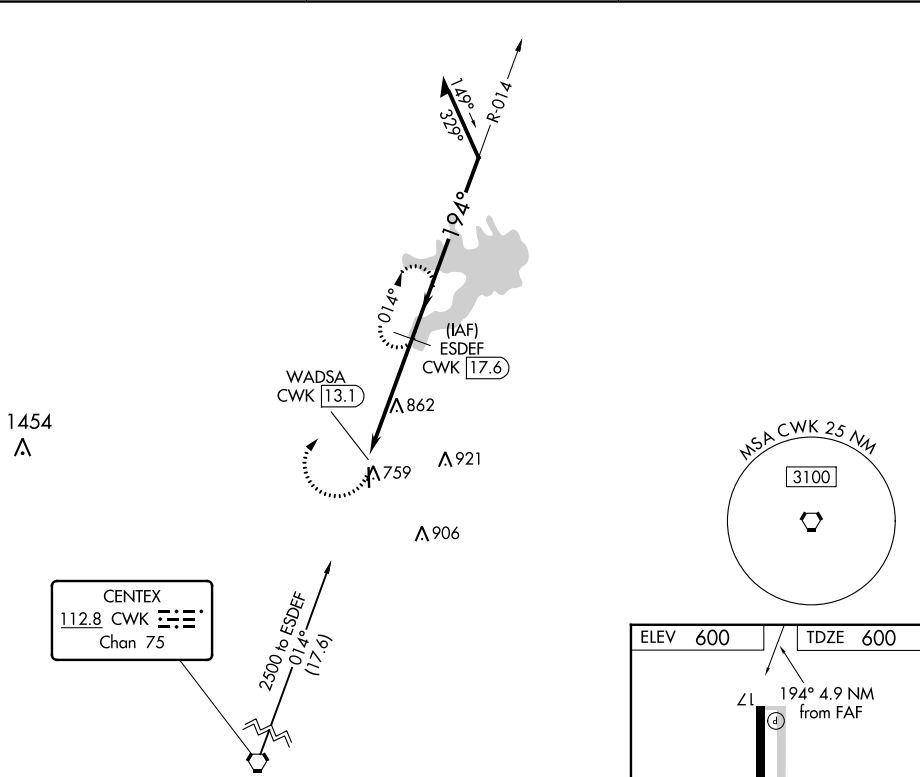 149°
329°
R-014
194°
014°
(IAF)
ESDEF
CWK 17.6
WADSA
CWK 13.1
862
1454
921
759
906
MSA CWK 25 NM
3100
CENTEX
112.8 CWK
Chan 75
2500 to ESDEF
014°
(17.6)
ELEV 600
TDZE 600
194° 4.9 NM
from FAF
17
P